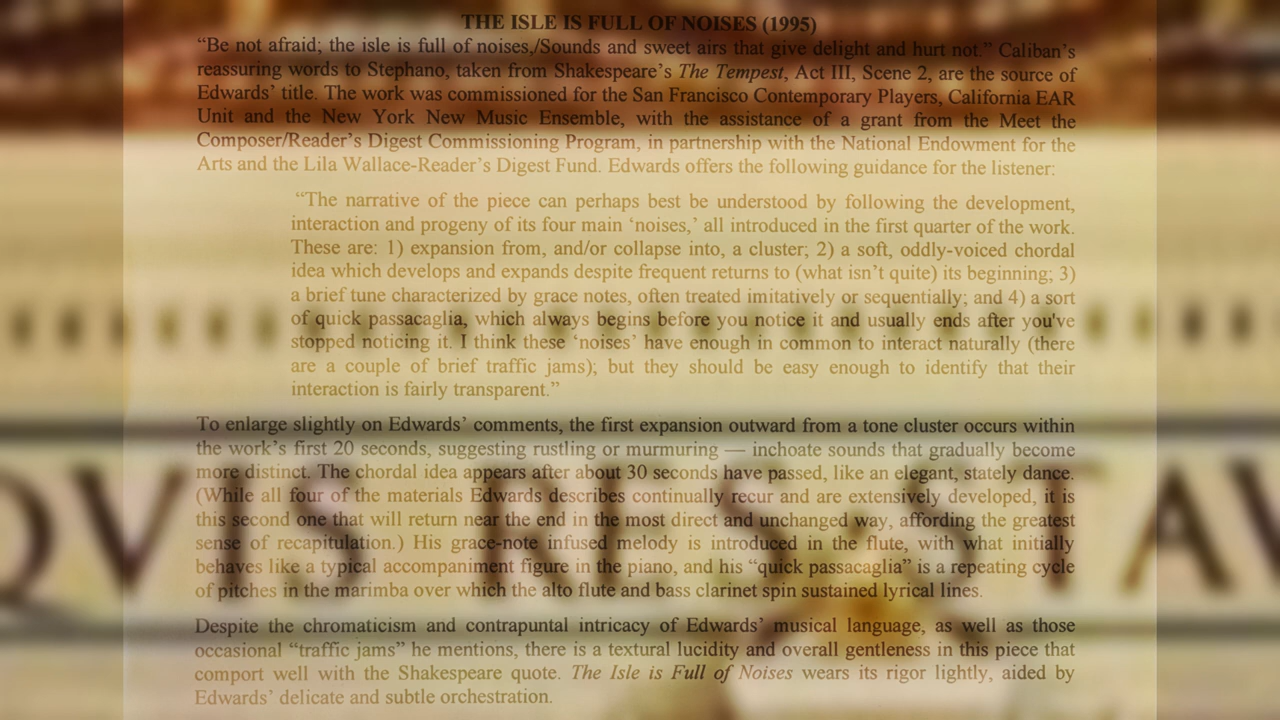 THE ISLE IS FULL OF NOISES (1995)
“Be not afraid; the isle is full of noises,/Sounds and sweet airs that give delight and hurt not.” Caliban’s
reassuring words to Stephano, taken from Shakespeare’s The Tempest, Act III, Scene 2, are the source of
Edwards’ title. The work was commissioned for the San Francisco Contemporary Players, California EAR
Unit and the New York New Music Ensemble, with the assistance of a grant from the Meet the
Composer/Reader’s Digest Commissioning Program, in partnership with the National Endowment for the
Arts and the Lila Wallace-Reader’s Digest Fund. Edwards offers the following guidance for the listener:
“The narrative of the piece can perhaps best be understood by following the development,
interaction and progeny of its four main ‘noises,’ all introduced in the first quarter of the work.
These are: 1) expansion from, and/or collapse into, a cluster; 2) a soft, oddly-voiced chordal
idea which develops and expands despite frequent returns to (what isn’t quite) its beginning; 3)
a brief tune characterized by grace notes, often treated imitatively or sequentially; and 4) a sort
of quick passacaglia, which always begins before you notice it and usually ends after you've
stopped noticing it. I think these ‘noises’ have enough in common to interact naturally (there
are a couple of brief traffic jams); but they should be easy enough to identify that their
interaction is fairly transparent.”
To enlarge slightly on Edwards’ comments, the first expansion outward from a tone cluster occurs within
the work’s first 20 seconds, suggesting rustling or murmuring — inchoate sounds that gradually become
more distinct. The chordal idea appears after about 30 seconds have passed, like an elegant, stately dance.
(While all four of the materials Edwards describes continually recur and are extensively developed, it is
this second one that will return near the end in the most direct and unchanged way, affording the greatest
sense of recapitulation.) His grace-note infused melody is introduced in the flute, with what initially
behaves like a typical accompaniment figure in the piano, and his “quick passacaglia” is a repeating cycle
of pitches in the marimba over which the alto flute and bass clarinet spin sustained lyrical lines.
Despite the chromaticism and contrapuntal intricacy of Edwards’ musical language, as well as those
occasional “traffic jams” he mentions, there is a textural lucidity and overall gentleness in this piece that
comport well with the Shakespeare quote. The Isle is Full of Noises wears its rigor lightly, aided by
Edwards’ delicate and subtle orchestration.